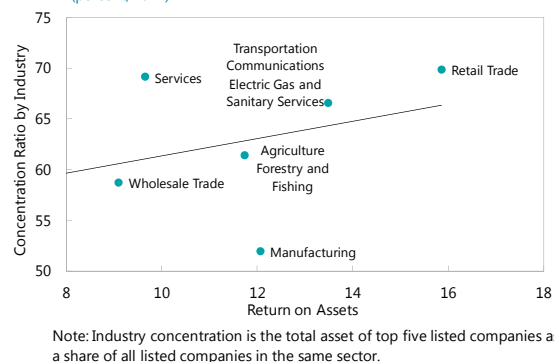 75
70
65
60
55
50
Concentration Ratio by Industry
Transportation
Communications
Electric Gas and
Sanitary Services
Services
Retail Trade
Agriculture
Forestry and
Fishing
Wholesale Trade
Manufacturing
8 10 12 14 16 18
Return on Assets
Note: Industry concentration is the total asset of top five listed companies a
a share of all listed companies in the same sector.